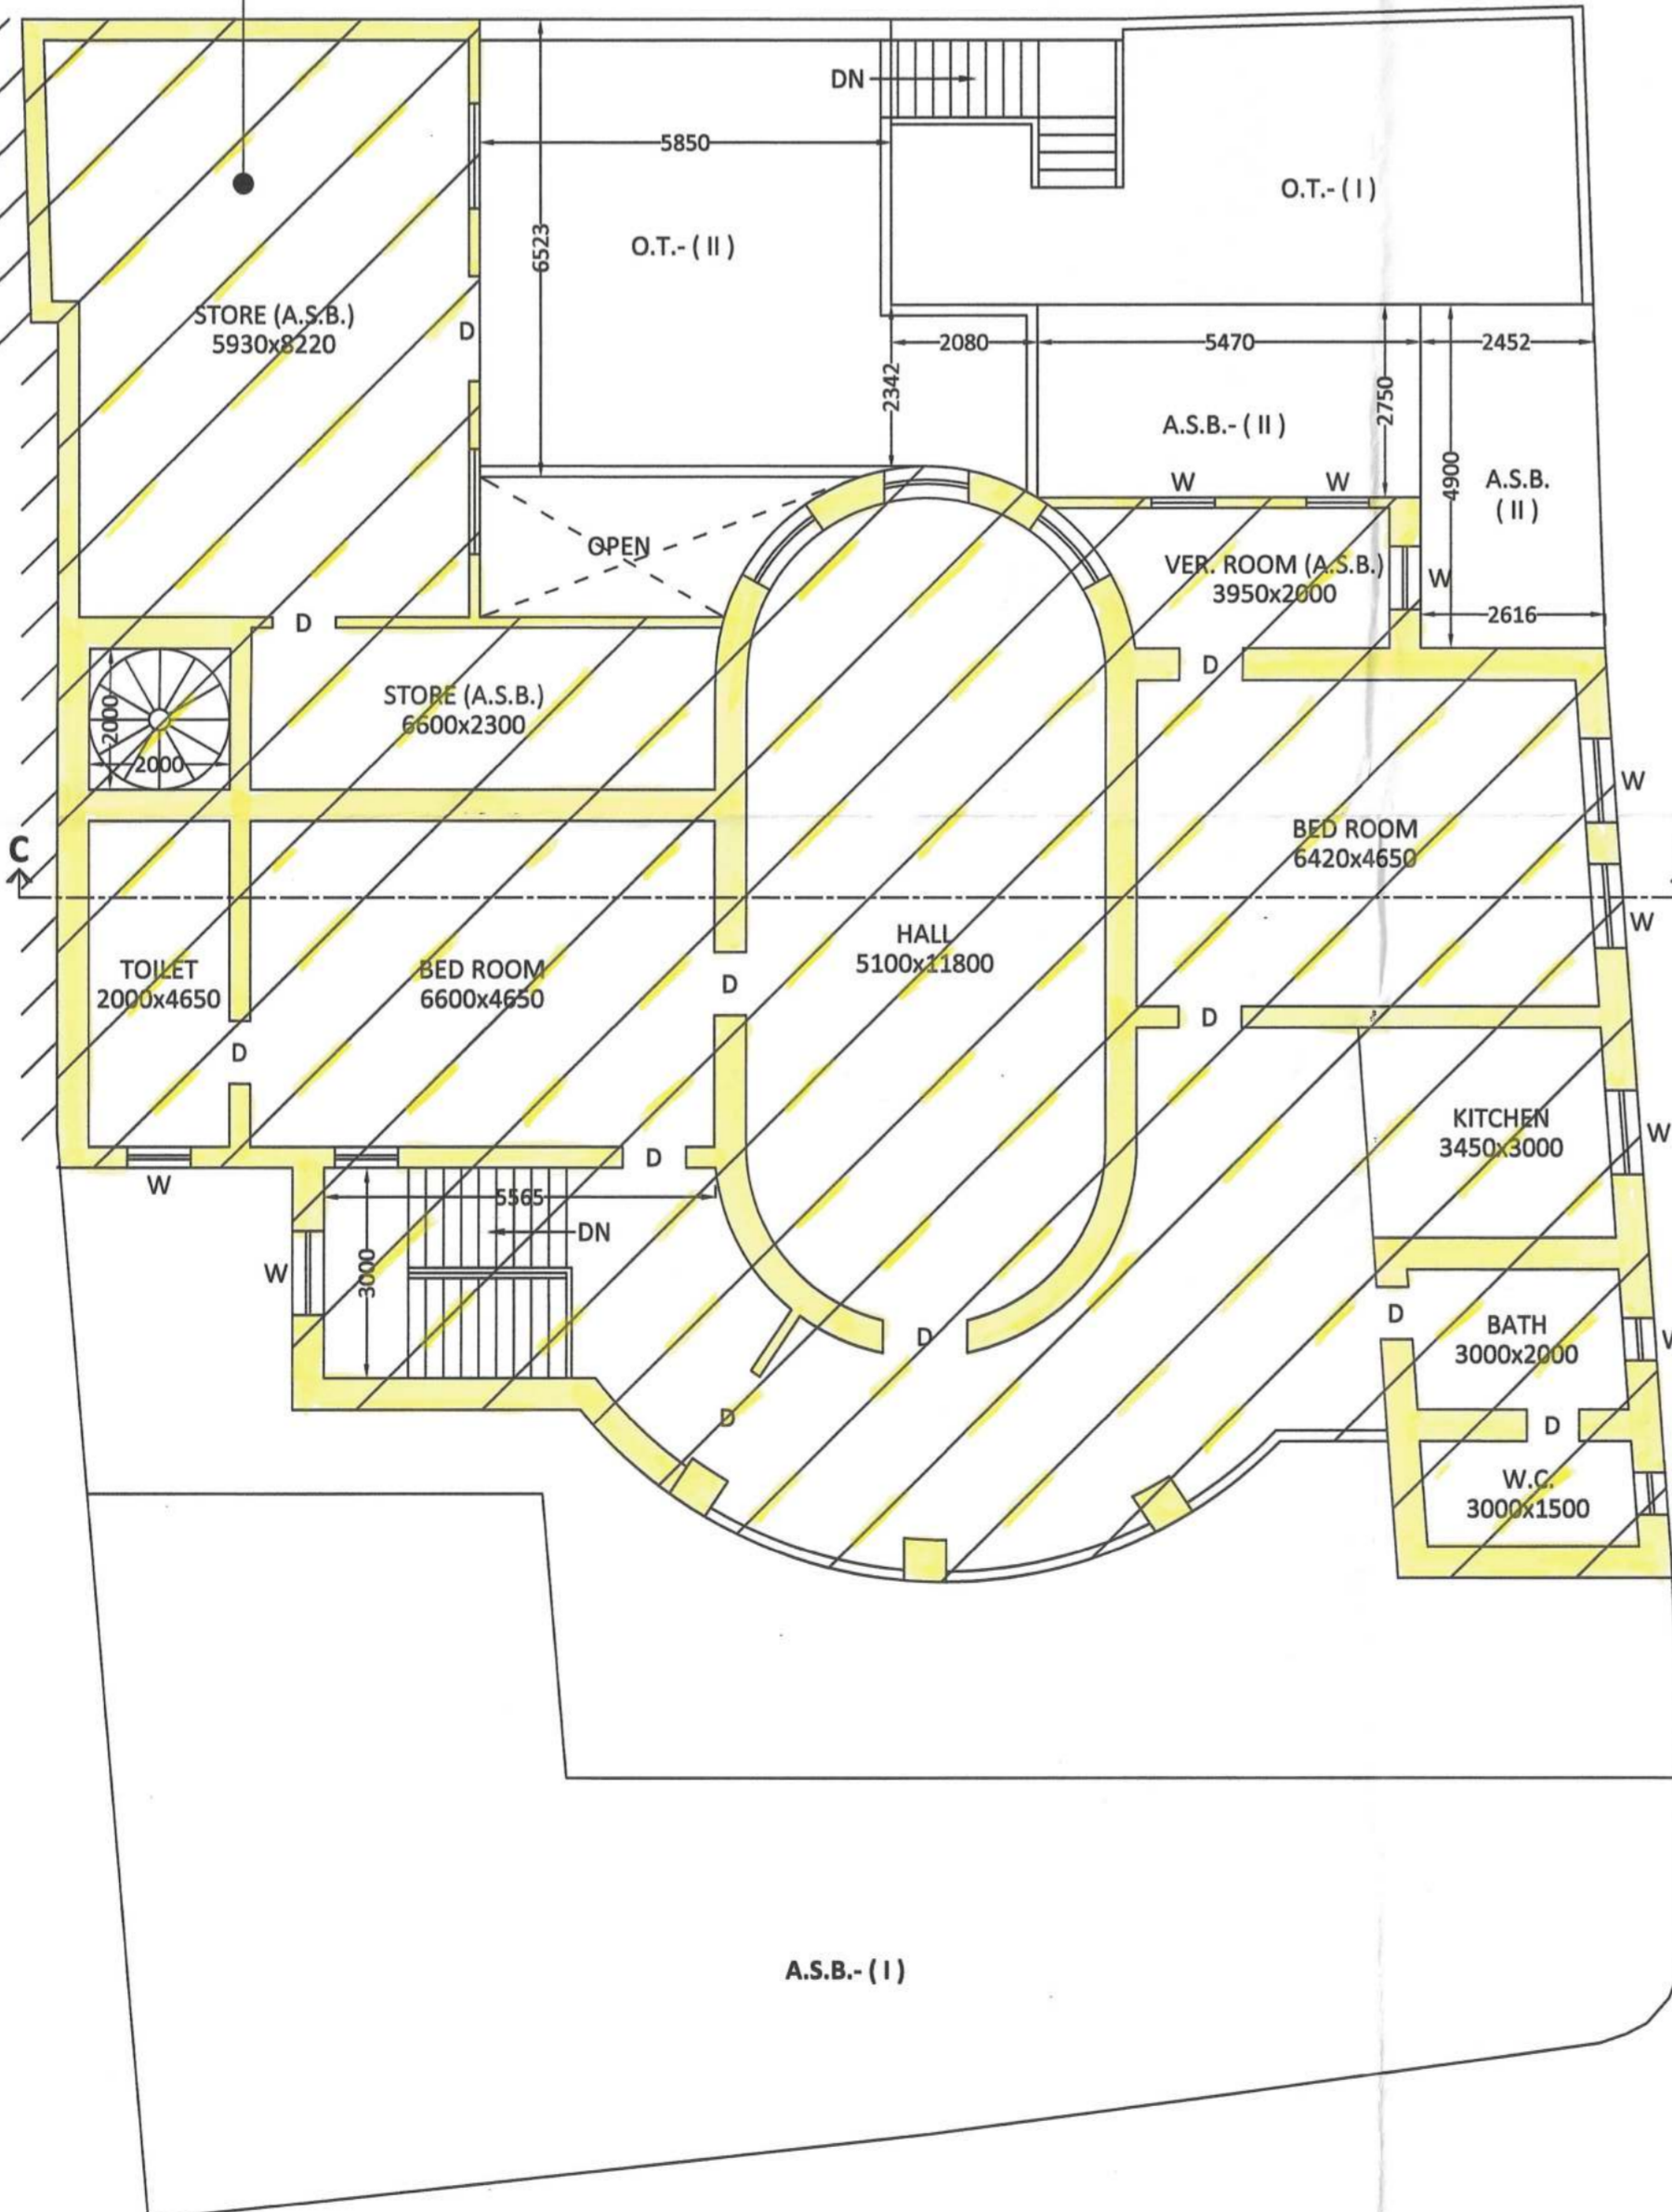 DN
5850
O.T.- ( I )
6523
O.T.- ( II )
STORE (A.S.B.)
5930x8220
D
2080
5470
2452
2342
2750
A.S.B.- ( II )
4900
W
W
A.S.B.
( II )
OPEN
VER. ROOM (A.S.B.)
3950x2000
W
2616
D
D
STORE (A.S.B.)
6600x2300
2000
2000
W
BED ROOM
6420x4650
C
W
HALL
5100x11800
TOILET
2000x4650
BED ROOM
6600x4650
D
D
D
KITCHEN
3450x3000
W
D
W
5565
DN
W
3000
D
D
BATH
3000x2000
W
D
D
W.C.
3000x1500
A.S.B.- ( I )